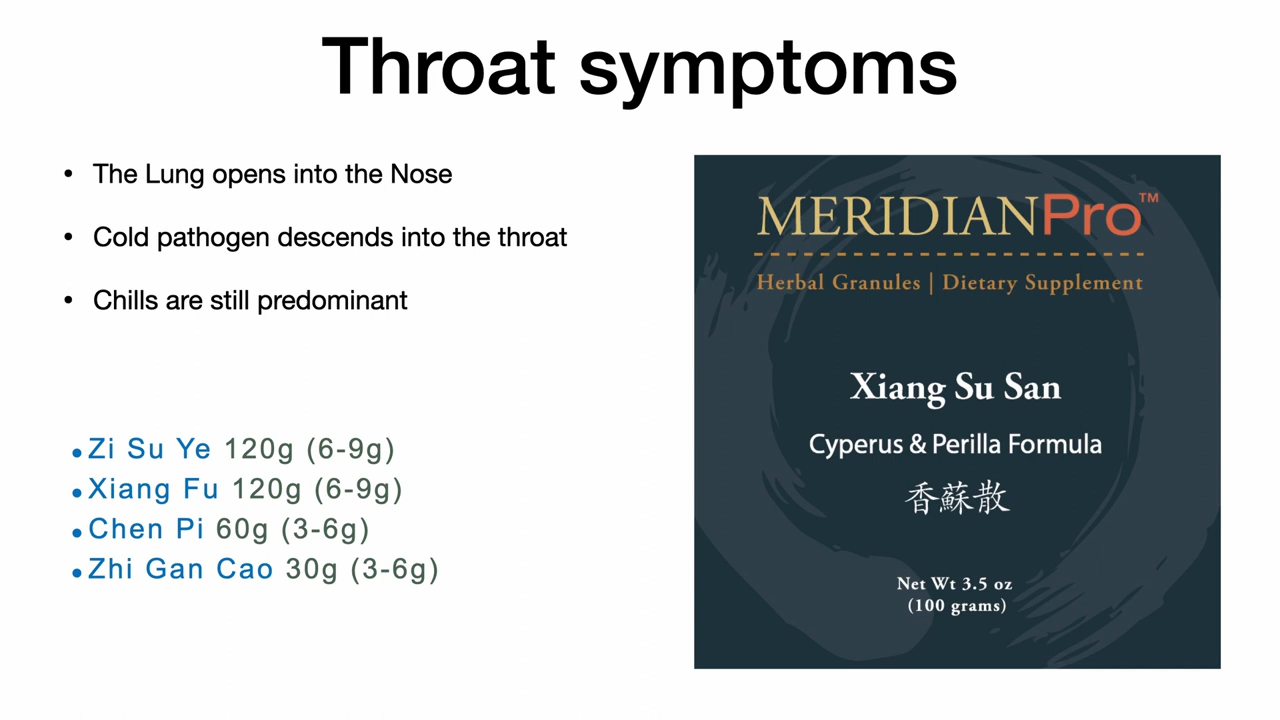 Throat symptoms
• The Lung opens into the Nose
• Cold pathogen descends into the throat
• Chills are still predominant
• Zi Su Ye 120g (6-9g)
• Xiang Fu 120g (6-9g)
• Chen Pi 60g (3-6g)
• Zhi Gan Cao 30g (3-6g)
MERIDIANPro™
Herbal Granules | Dietary Supplement
Xiang Su San
Cyperus & Perilla Formula
香蘇散
Net Wt 3.5 oz
(100 grams)